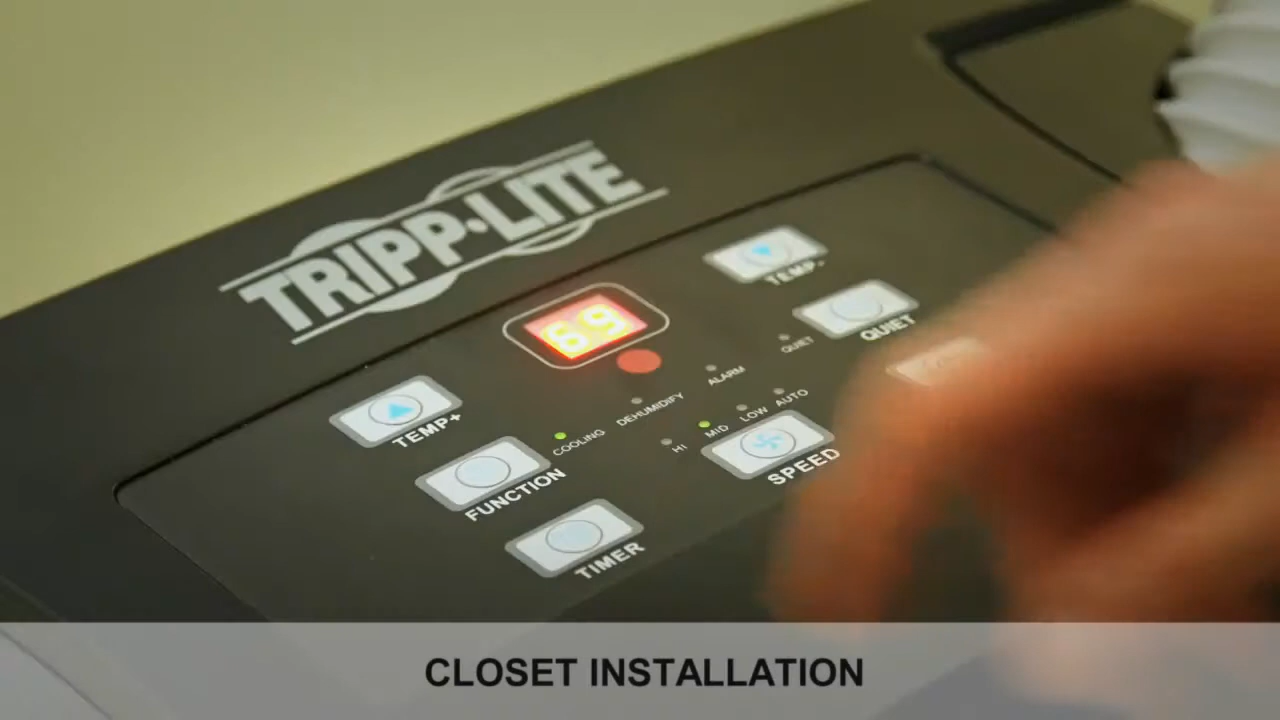 TRIPP·LITE
69
TEMP-
QUIET
QUIET
ALARM
DEHUMIDIFY
COOLING
TEMP+
AUTO
LOW
MID
HI
SPEED
FUNCTION
TIMER
CLOSET INSTALLATION